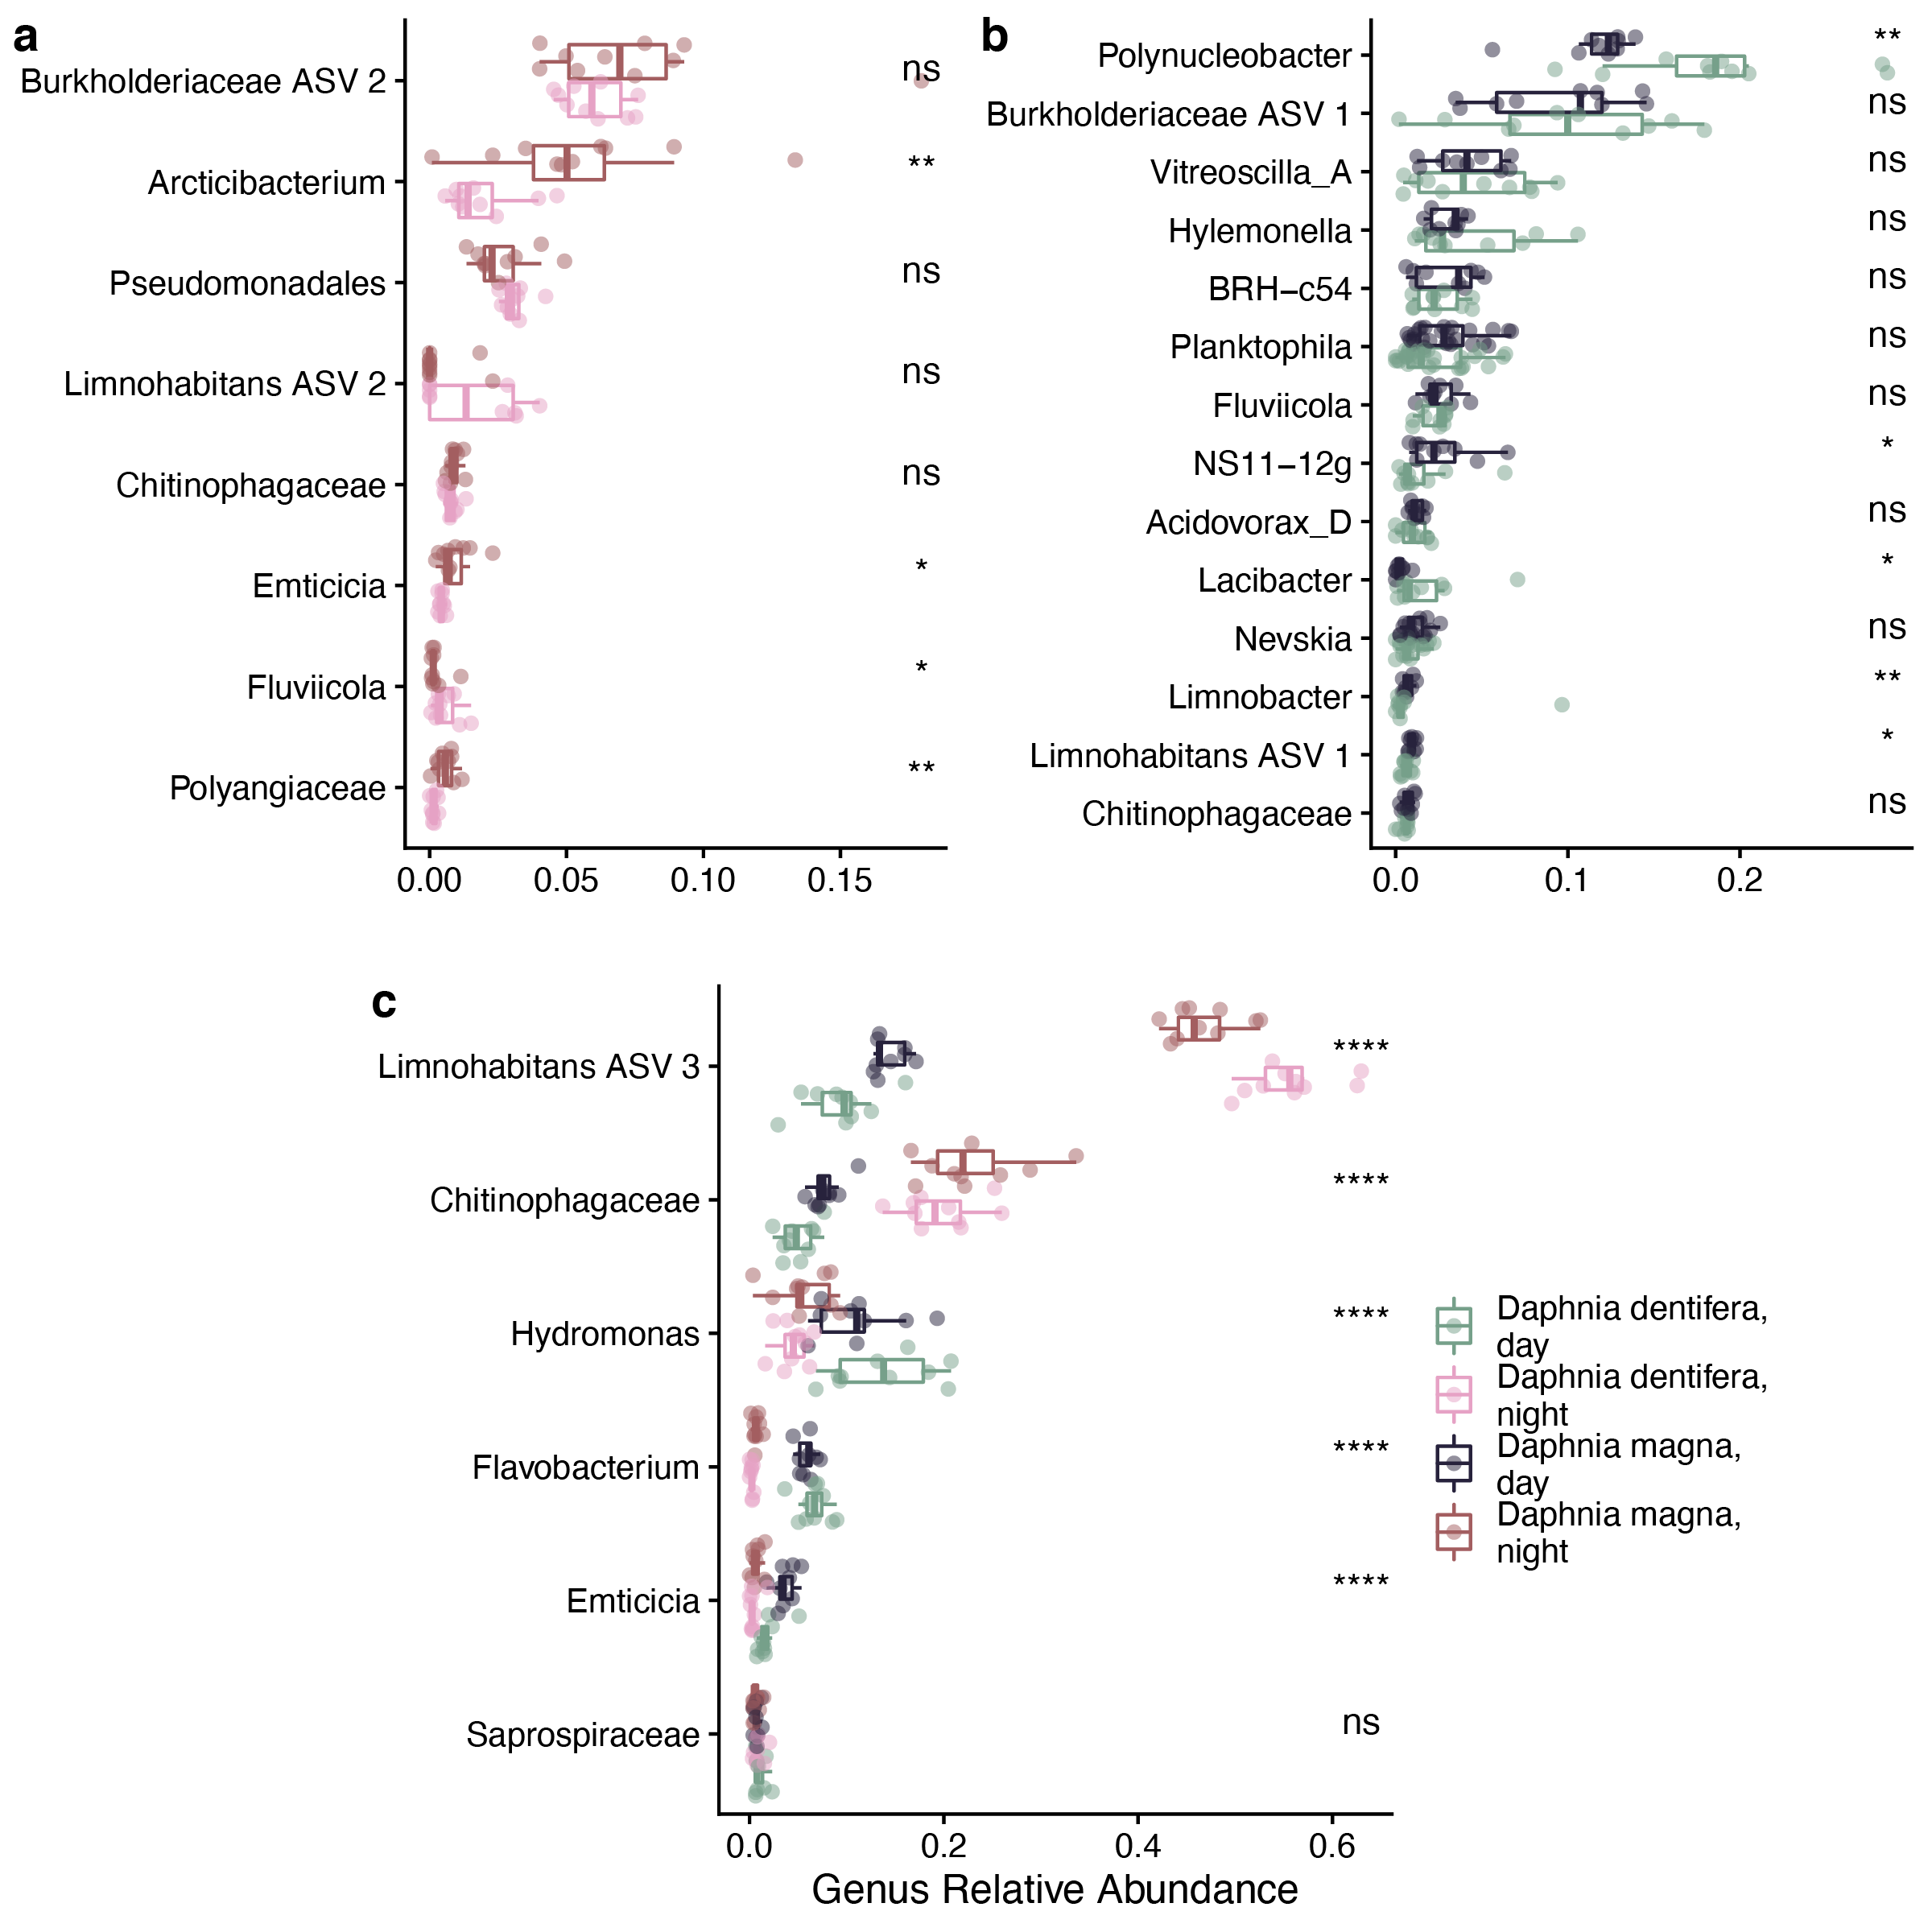 a
Burkholderiaceae ASV 2
ns
Arcticibacterium
**
Pseudomonadales
ns
Limnohabitans ASV 2
ns
Chitinophagaceae
ns
Emticicia
*
Fluviicola
*
Polyangiaceae
**
0.00 0.05 0.10 0.15
b
Polynucleobacter
**
Burkholderiaceae ASV 1
ns
Vitreoscilla_A
ns
Hylemonella
ns
BRH−c54
ns
Planktophila
ns
Fluviicola
ns
NS11−12g
*
Acidovorax_D
ns
Lacibacter
*
Nevskia
ns
Limnobacter
**
Limnohabitans ASV 1
*
Chitinophagaceae
ns
0.0 0.1 0.2
c
Limnohabitans ASV 3
****
Chitinophagaceae
****
Hydromonas
****
Flavobacterium
****
Emticicia
****
Saprospiraceae
ns
0.0 0.2 0.4 0.6
Genus Relative Abundance
Daphnia dentifera,
day
Daphnia dentifera,
night
Daphnia magna,
day
Daphnia magna,
night